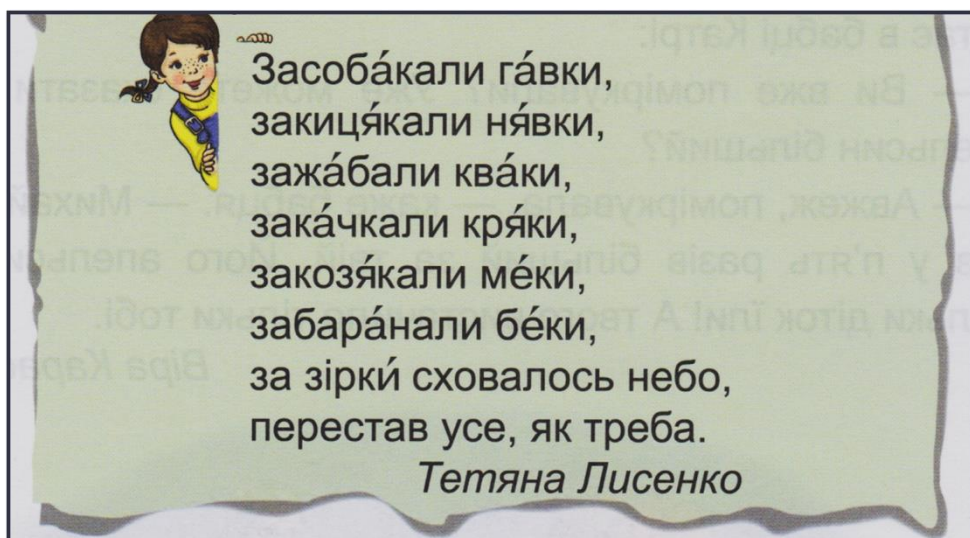 Засоба́кали га́вки,
закиця́кали ня́вки,
зажа́бали ква́ки,
зака́чкали кря́ки,
закозя́кали ме́ки,
забара́нали бе́ки,
за зірки́ сховалось небо,
перестав усе, як треба.
Тетяна Лисенко